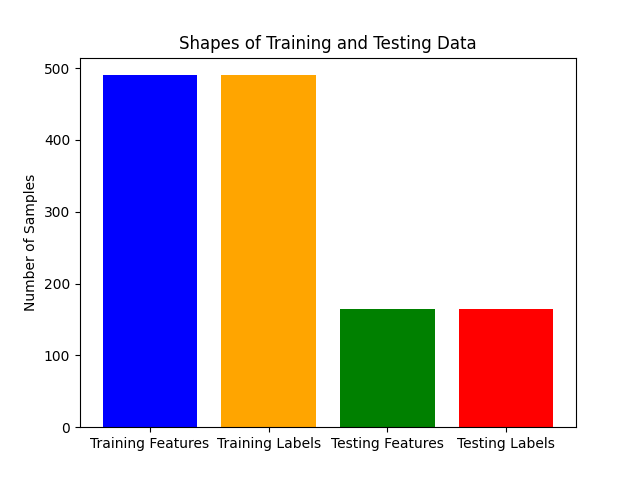 Shapes of Training and Testing Data
Number of Samples
500
400
300
200
100
0
Training Features
Training Labels
Testing Features
Testing Labels